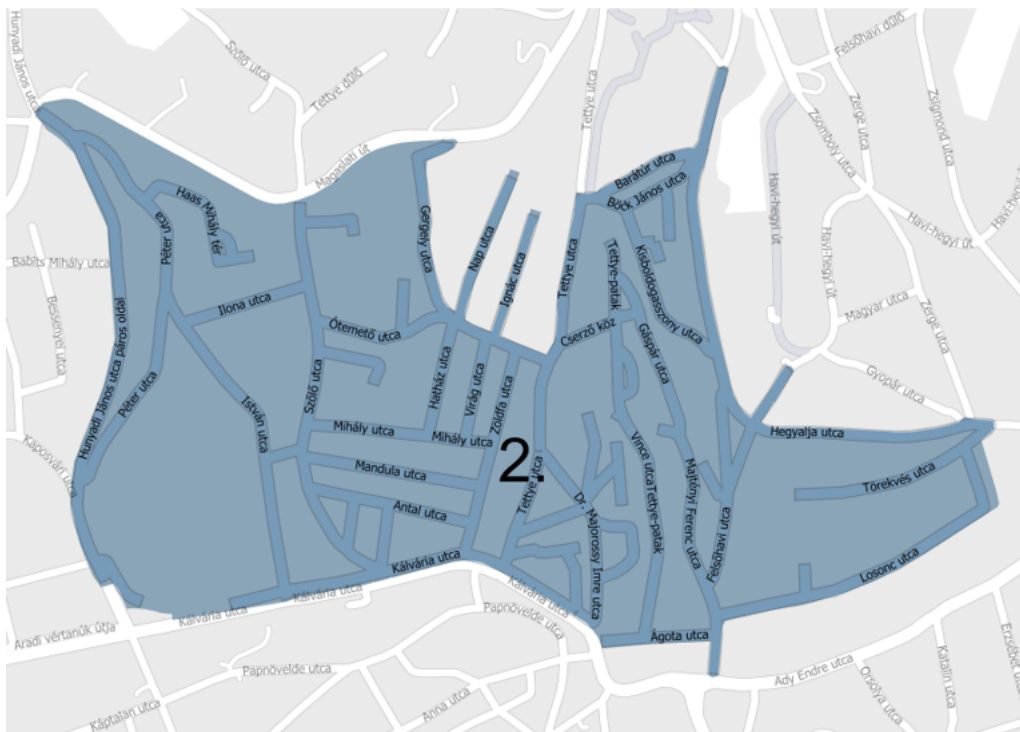 Hunyadi János utca
Szőlő utca
Tettye dűlő
Tettye utca
Felsőhavi dűlő
Zerge utca
Zsigmond utca
Zsomboly utca
Havi-hegyi út
Magaslati út
Barátúr utca
Böck János utca
Haas Mihály tér
Péter utca
Gergely utca
Nap utca
Ignác utca
Tettye utca
Tettye-patak
Kisboldogasszony utca
Havi-hegyi út
Havi-hegyi út
Babits Mihály utca
Bessenyei utca
Hunyadi János utca páros oldal
Ilona utca
Ötemető utca
Cserző köz
Gáspár utca
Magyar utca
Zerge utca
Gyopár utca
Péter utca
István utca
Szőlő utca
Hatház utca
Virág utca
Zöldfa utca
Mihály utca
Mihály utca
Hegyalja utca
Kaposvári utca
Mandula utca
2.
Tettye utca
Vince utca
Tettye-patak
Majtényi Ferenc utca
Törekvés utca
Antal utca
Dr. Majorossy Imre utca
Felsőhavi utca
Kálvária utca
Losonc utca
Kálvária utca
Kálvária utca
Kálvária utca
Aradi vértanúk útja
Papnövelde utca
Ágota utca
Papnövelde utca
Ady Endre utca
Orsolya utca
Katalin utca
Erzsébet utca
Káptalan utca
Anna utca